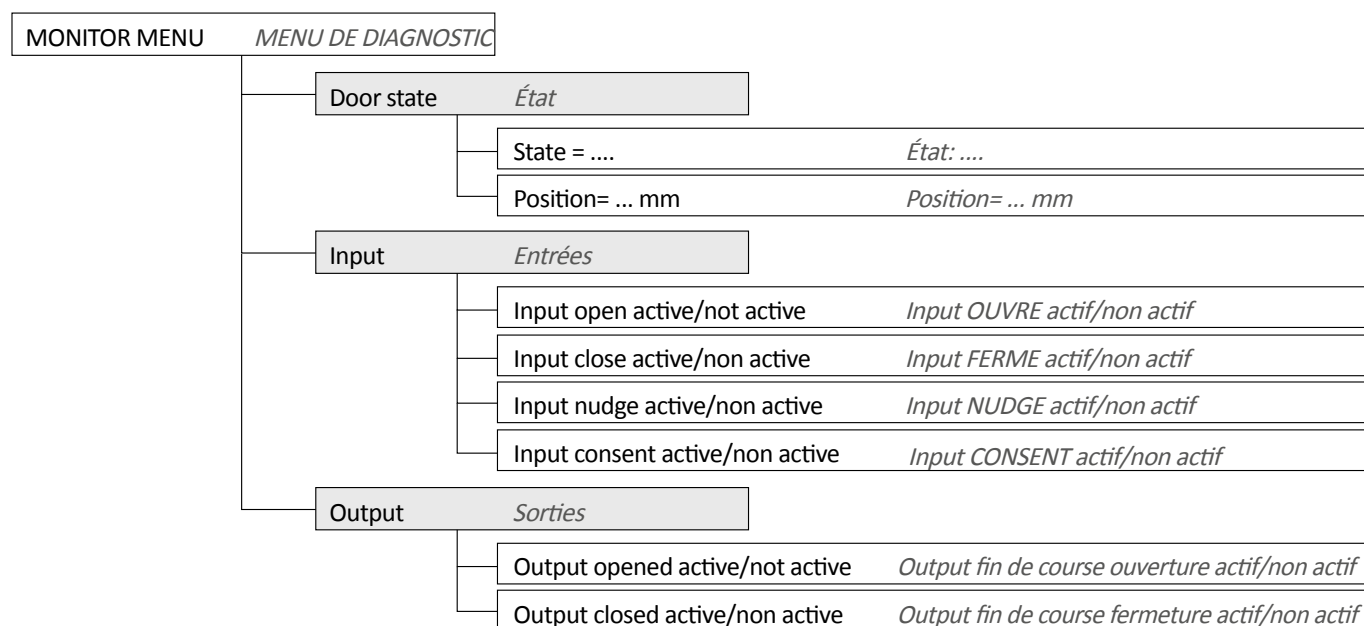 MONITOR MENU MENU DE DIAGNOSTIC
Door state État
State = .... État: ....
Position= ... mm Position= ... mm
Input Entrées
Input open active/not active Input OUVRE actif/non actif
Input close active/non active Input FERME actif/non actif
Input nudge active/non active Input NUDGE actif/non actif
Input consent active/non active Input CONSENT actif/non actif
Output Sorties
Output opened active/not active Output fin de course ouverture actif/non actif
Output closed active/non active Output fin de course fermeture actif/non actif